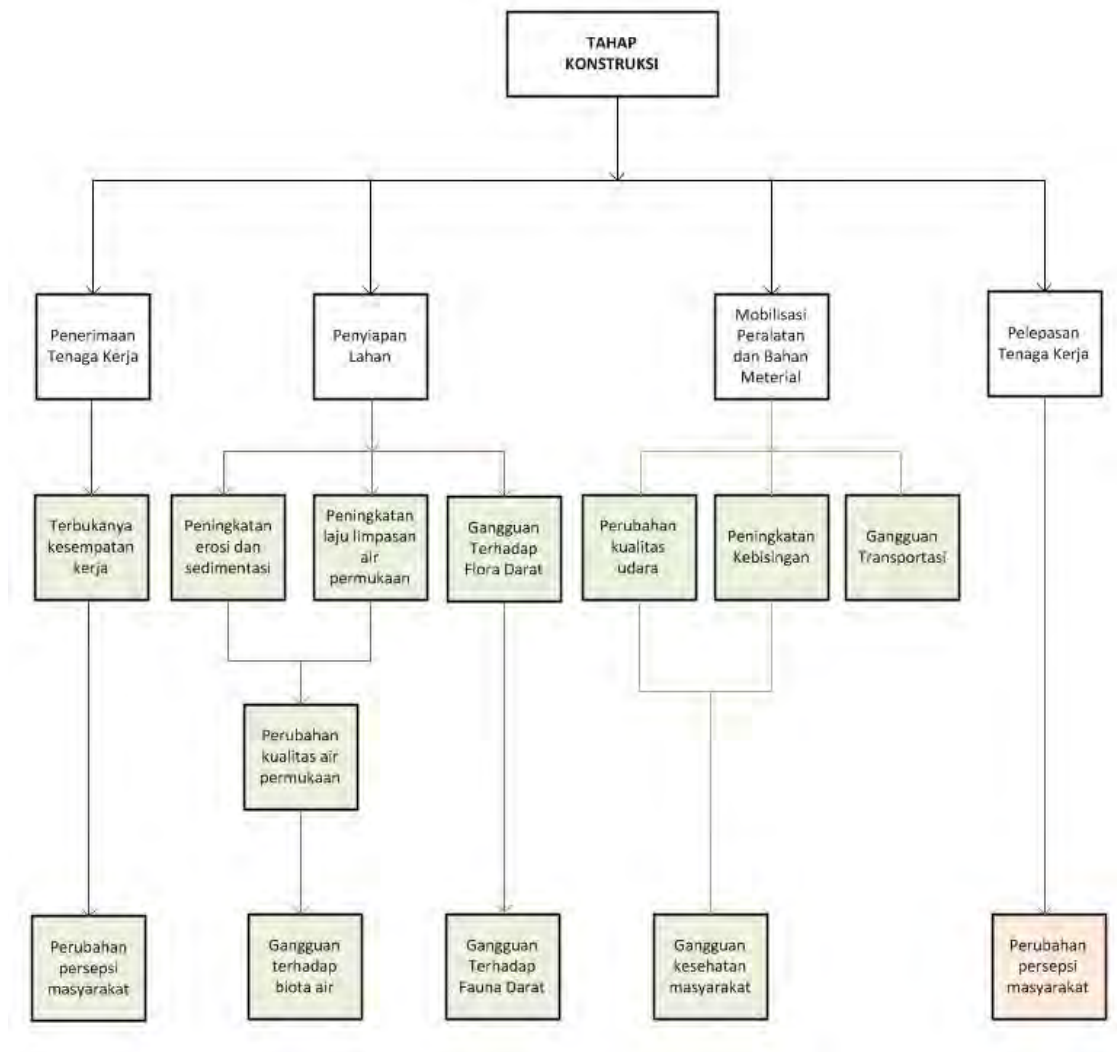 TAHAP
KONSTRUKSI
Penerimaan
Tenaga Kerja
Penyiapan
Lahan
Mobilisasi
Peralatan
dan Bahan
Meterial
Pelepasan
Tenaga Kerja
Terbukanya
kesempatan
kerja
Peningkatan
erosi dan
sedimentasi
Peningkatan
laju limpasan
air
permukaan
Gangguan
Terhadap
Flora Darat
Perubahan
kualitas
udara
Peningkatan
Kebisingan
Gangguan
Transportasi
Perubahan
kualitas air
permukaan
Perubahan
persepsi
masyarakat
Gangguan
terhadap
biota air
Gangguan
Terhadap
Fauna Darat
Gangguan
kesehatan
masyarakat
Perubahan
persepsi
masyarakat